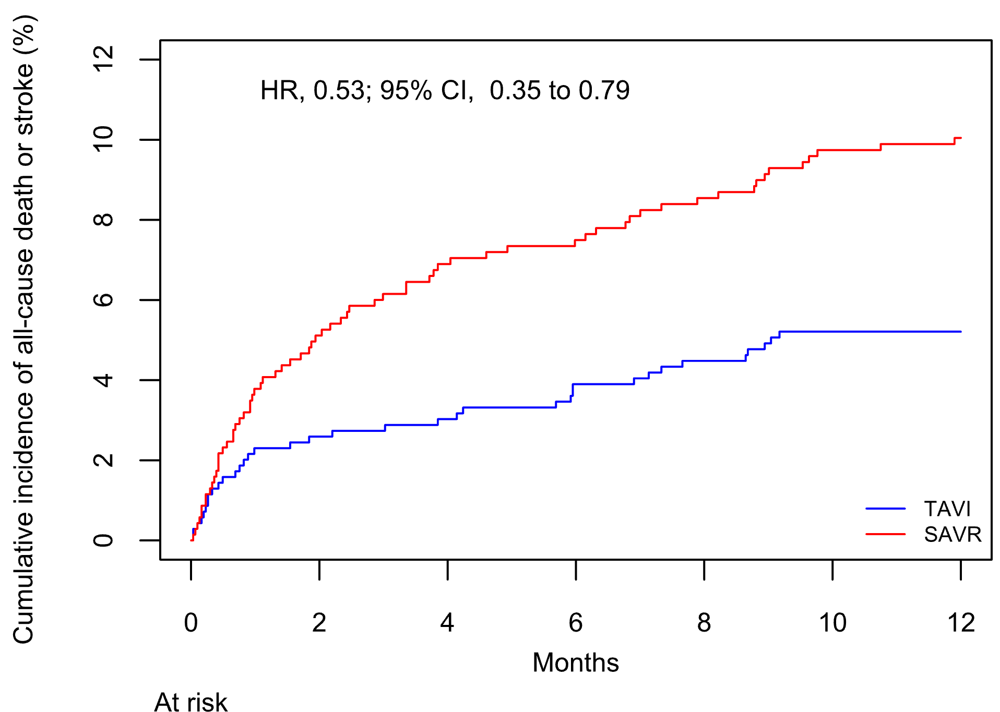 Cumulative incidence of all-cause death or stroke (%)
12
10
8
6
4
2
0
HR, 0.53; 95% CI,  0.35 to 0.79
TAVI
SAVR
0 2 4 6 8 10 12
Months
At risk